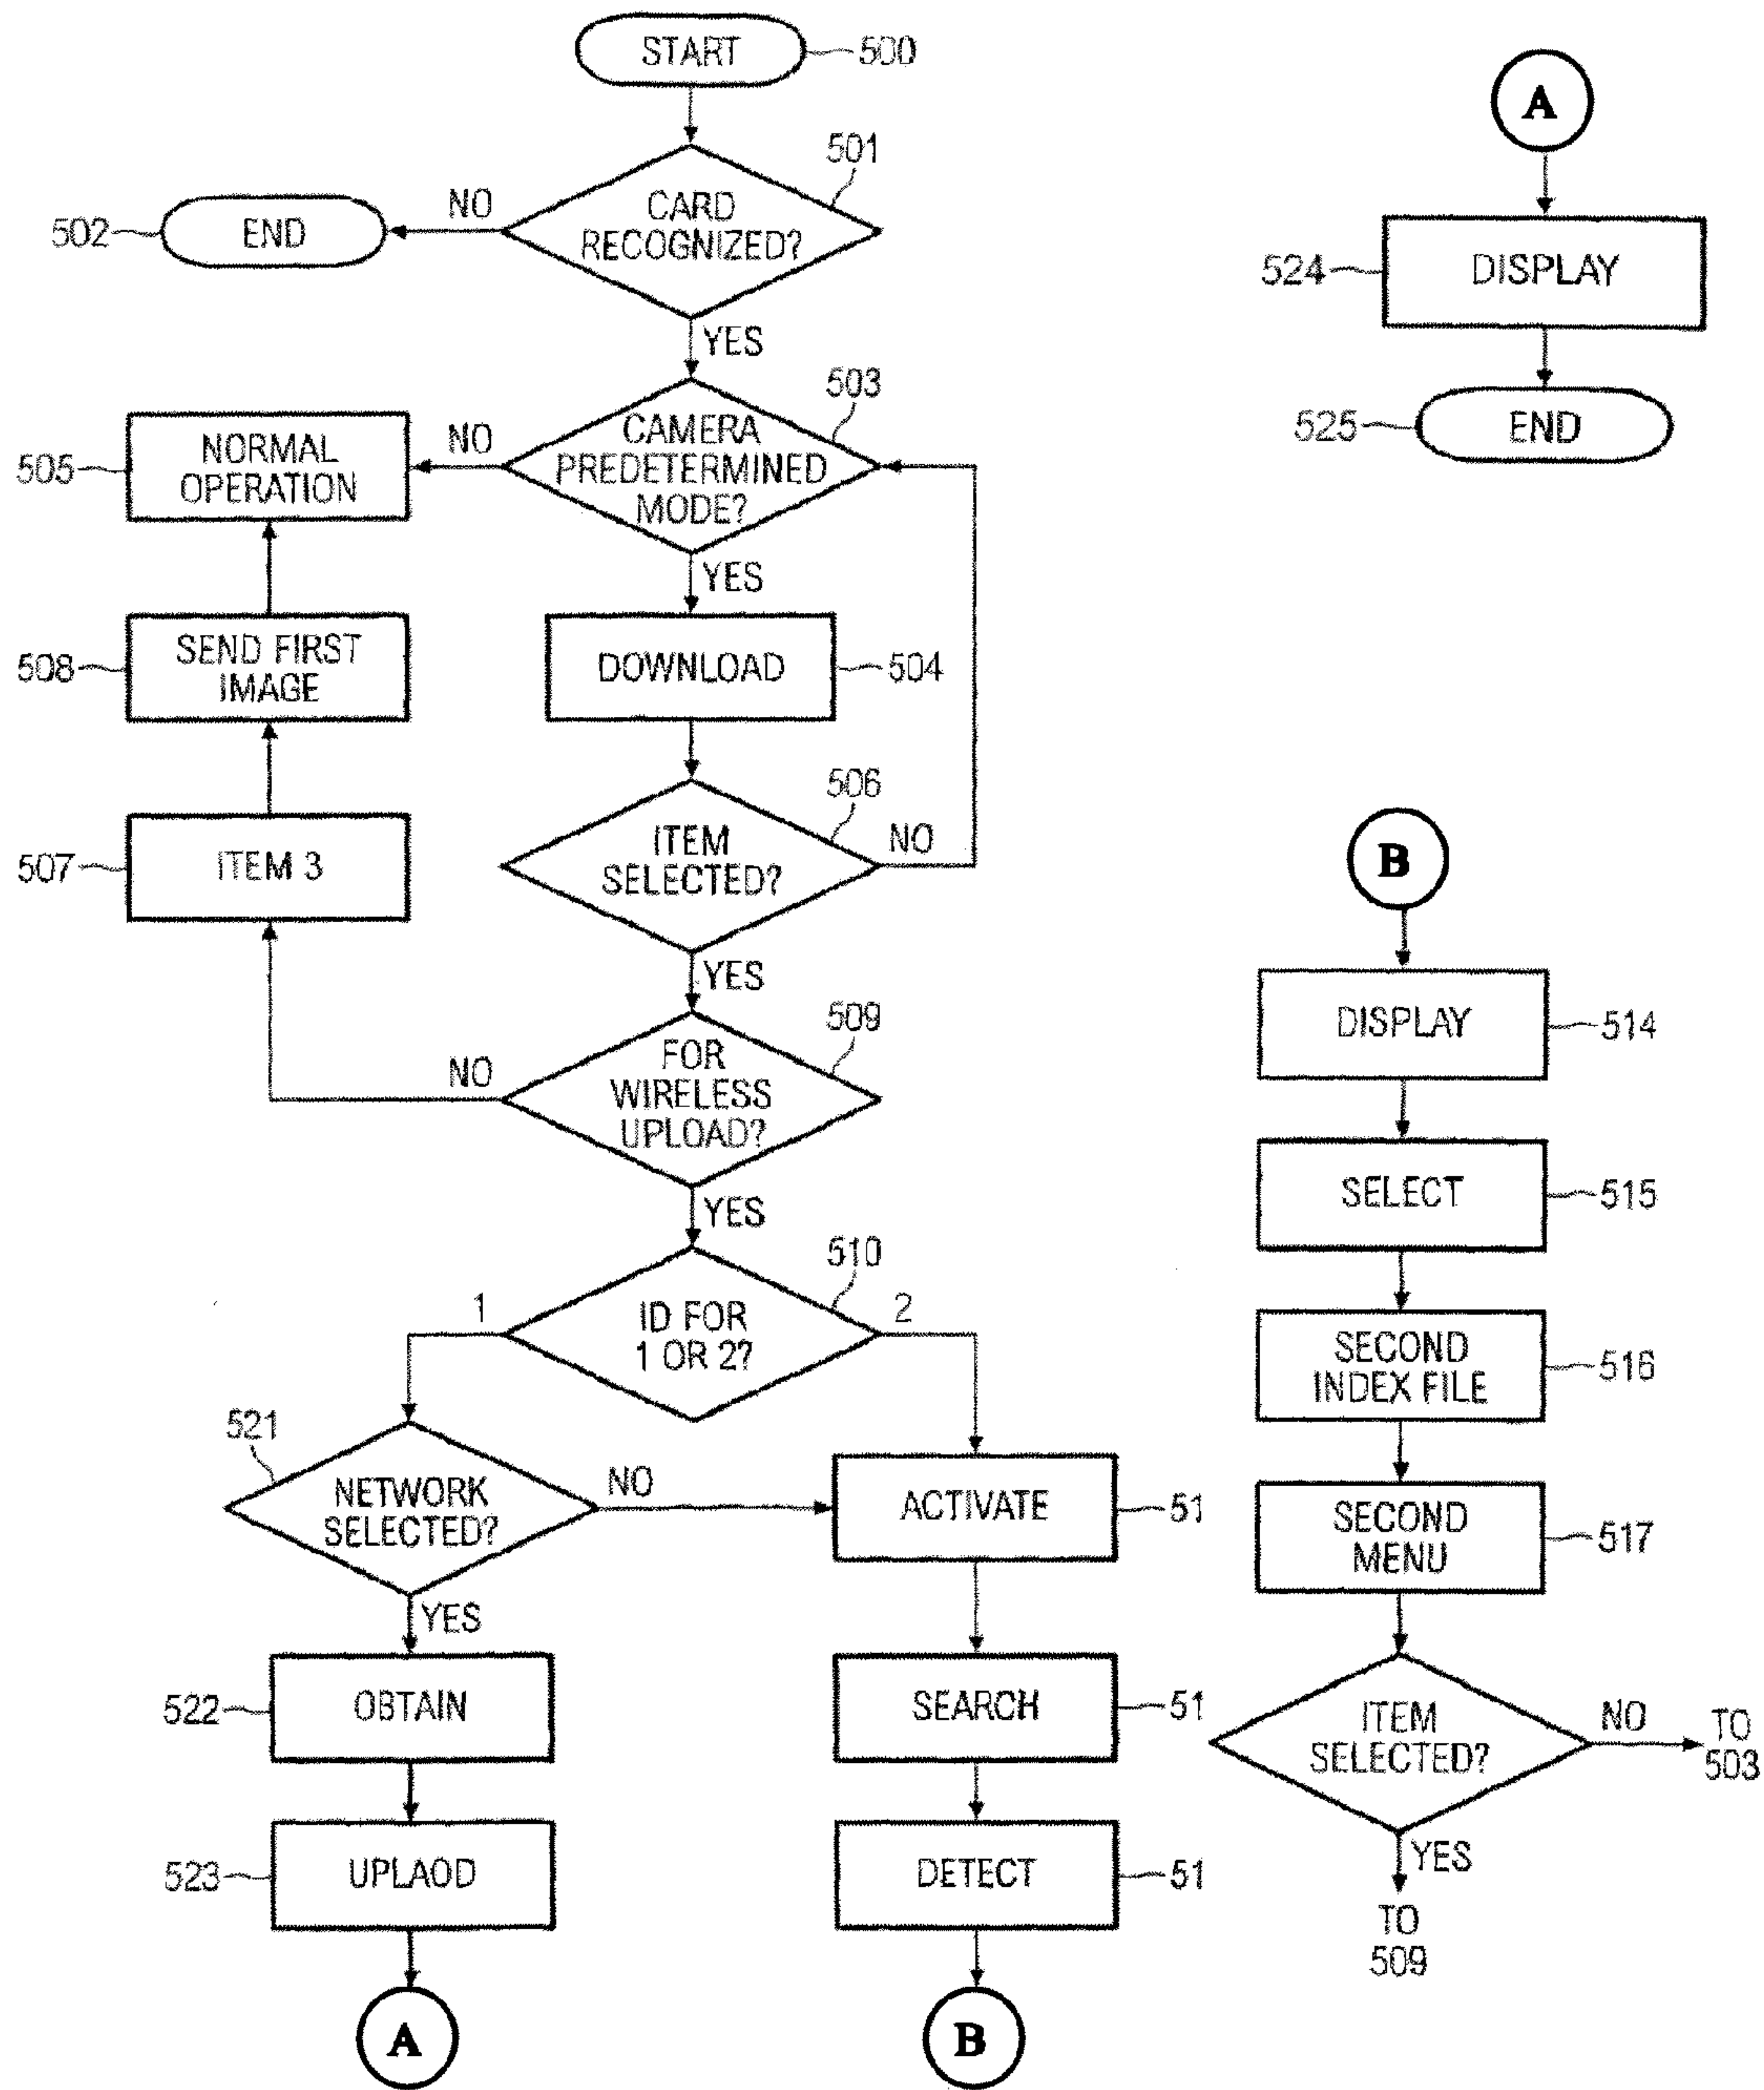 START
500
501
CARD
RECOGNIZED?
NO
END
502
YES
503
CAMERA
PREDETERMINED
MODE?
NO
NORMAL
OPERATION
505
YES
SEND FIRST
IMAGE
508
DOWNLOAD
504
506
ITEM
SELECTED?
NO
ITEM 3
507
YES
509
FOR
WIRELESS
UPLOAD?
NO
YES
510
ID FOR
1 OR 2?
1
2
521
NETWORK
SELECTED?
NO
ACTIVATE
51
YES
OBTAIN
522
SEARCH
51
UPLAOD
523
DETECT
51
A
B
A
DISPLAY
524
END
525
B
DISPLAY
514
SELECT
515
SECOND
INDEX FILE
516
SECOND
MENU
517
ITEM
SELECTED?
NO
TO
503
YES
TO
509